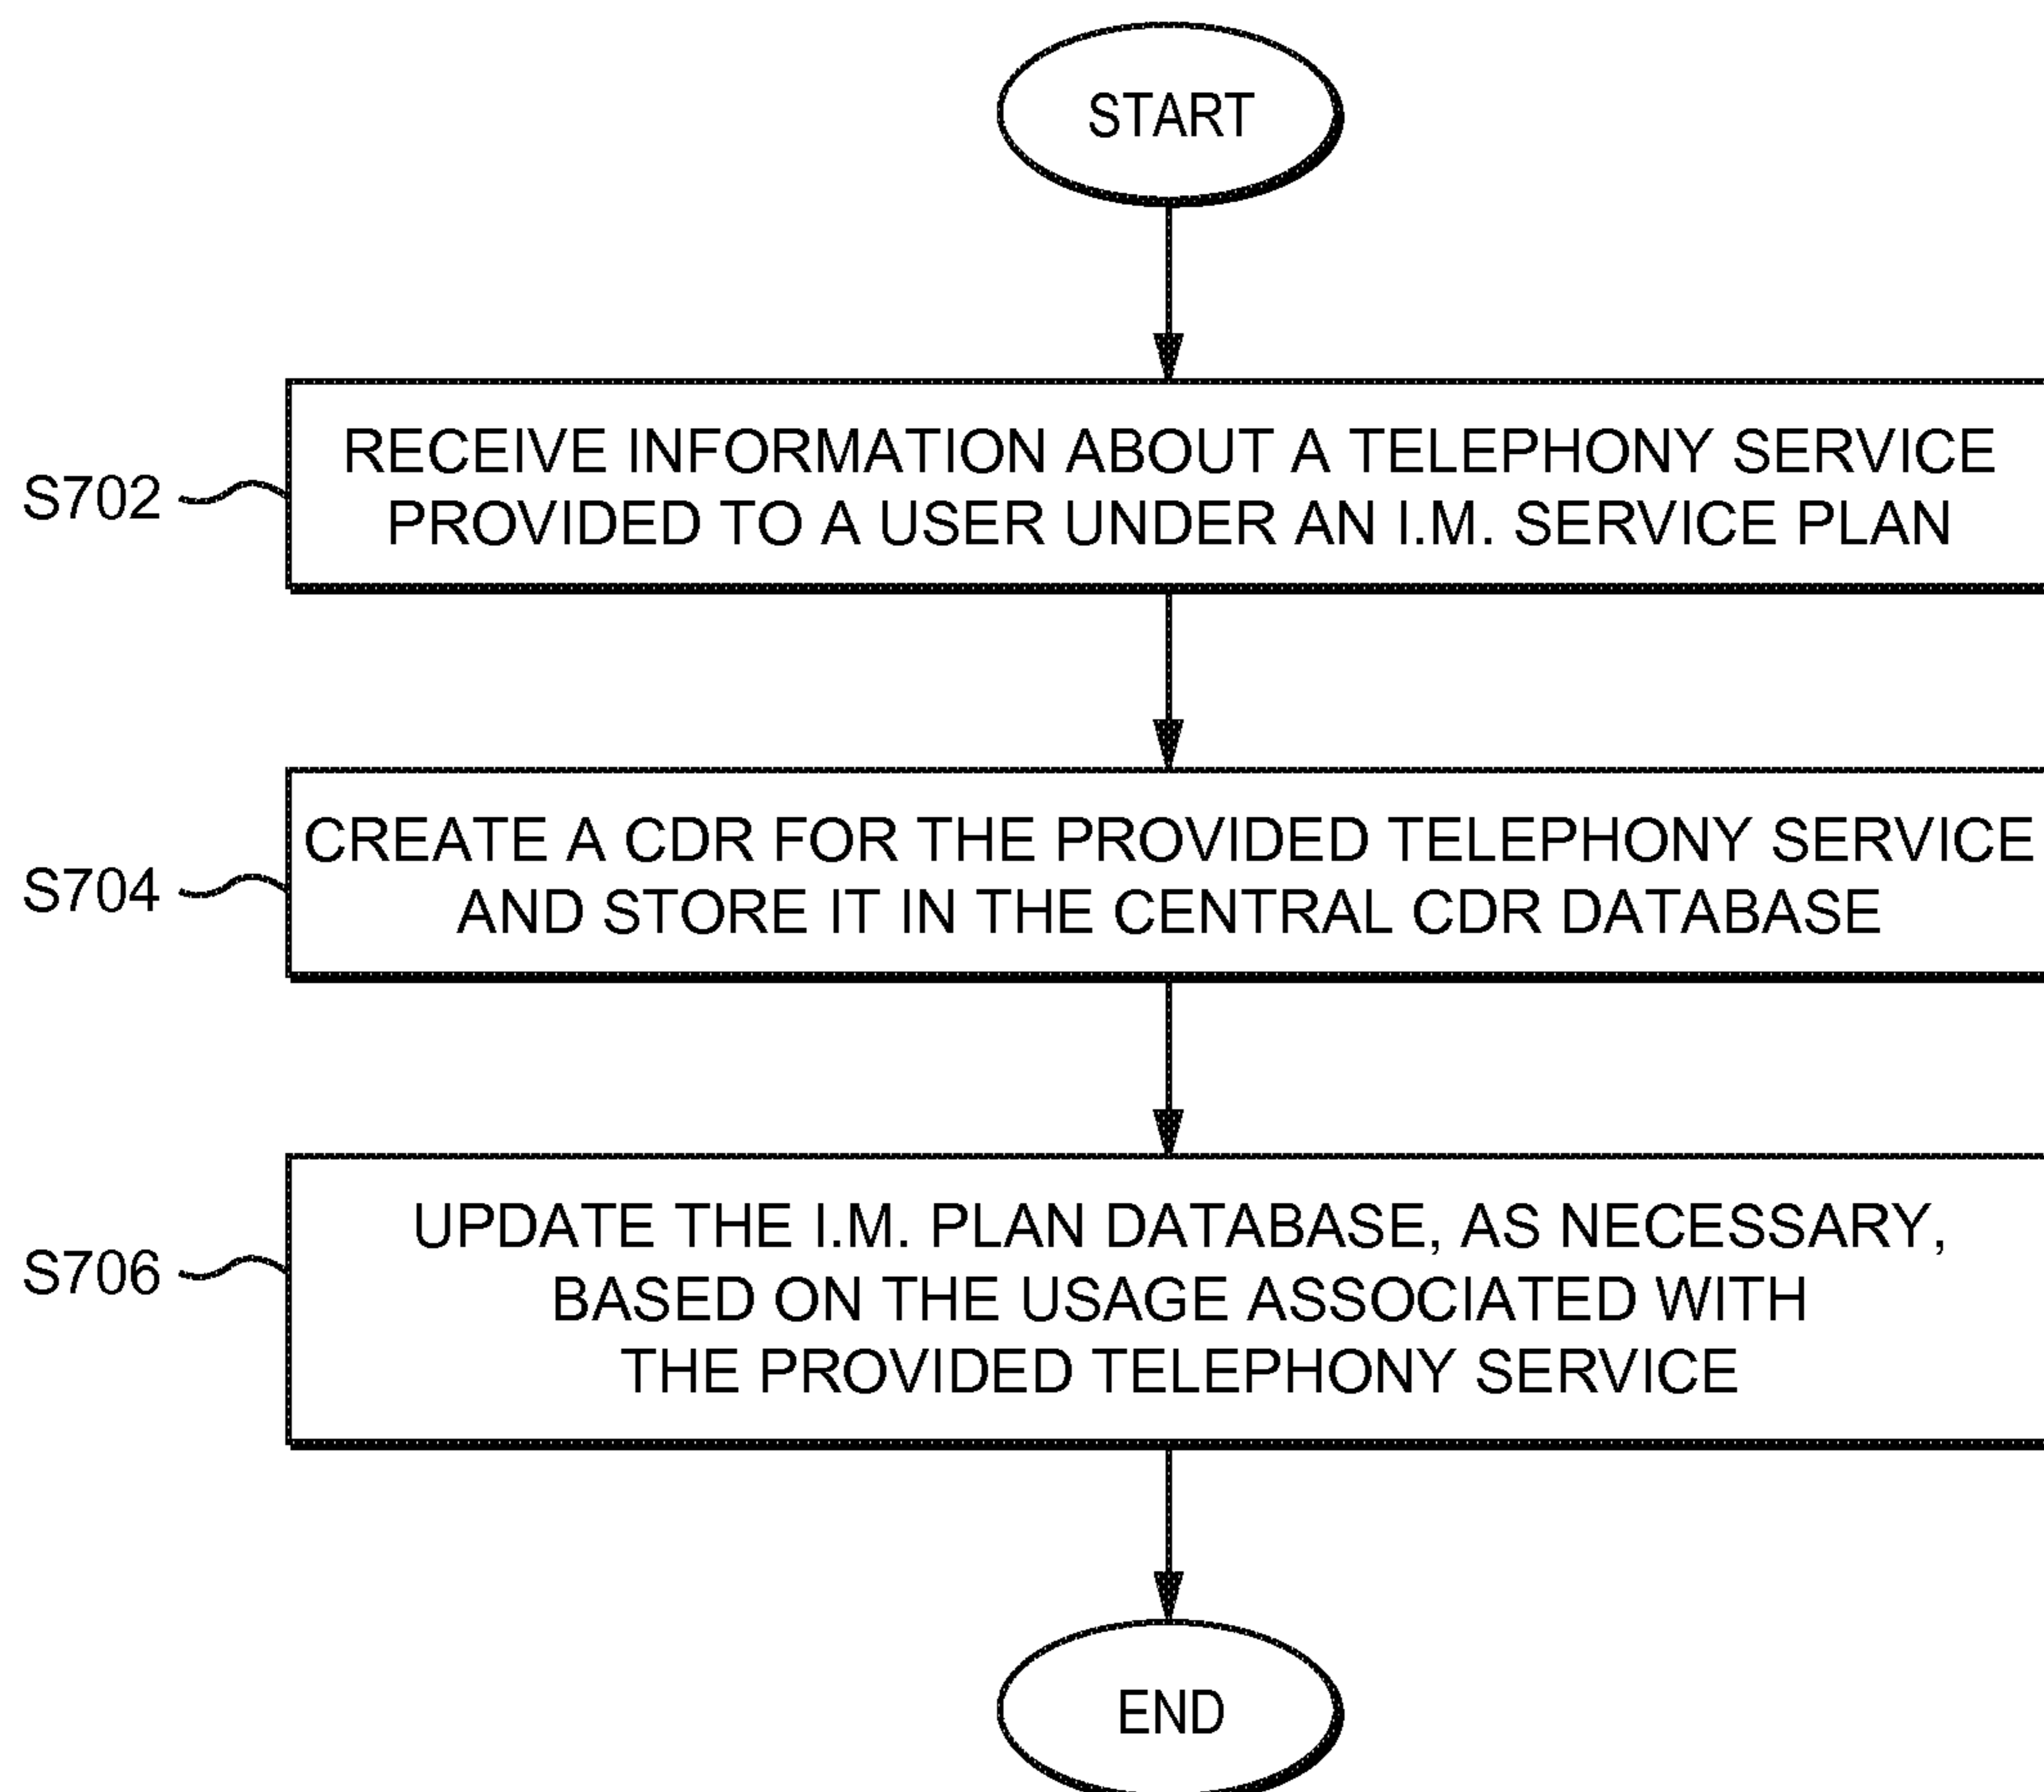 START
RECEIVE INFORMATION ABOUT A TELEPHONY SERVICE
PROVIDED TO A USER UNDER AN I.M. SERVICE PLAN
S702
CREATE A CDR FOR THE PROVIDED TELEPHONY SERVICE
AND STORE IT IN THE CENTRAL CDR DATABASE
S704
UPDATE THE I.M. PLAN DATABASE, AS NECESSARY,
BASED ON THE USAGE ASSOCIATED WITH
THE PROVIDED TELEPHONY SERVICE
S706
END